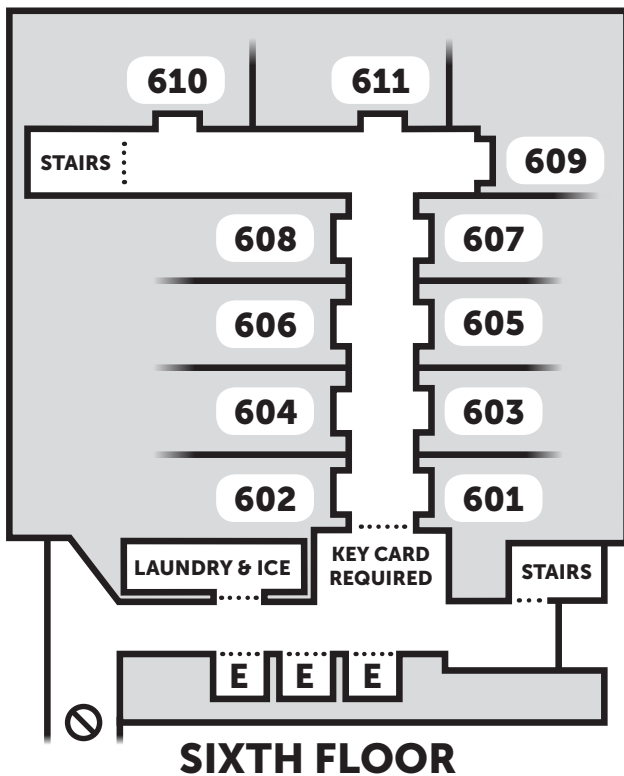 610 611
STAIRS 609
608 607
606 605
604 603
602 601
LAUNDRY & ICE
KEY CARD
REQUIRED
STAIRS
E E E
SIXTH FLOOR